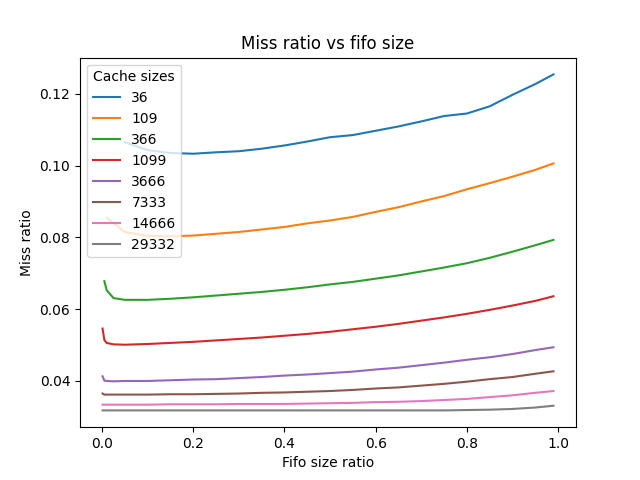 Miss ratio vs fifo size
Cache sizes
36
109
366
1099
3666
7333
14666
29332
Miss ratio
0.12
0.10
0.08
0.06
0.04
0.0 0.2 0.4 0.6 0.8 1.0
Fifo size ratio